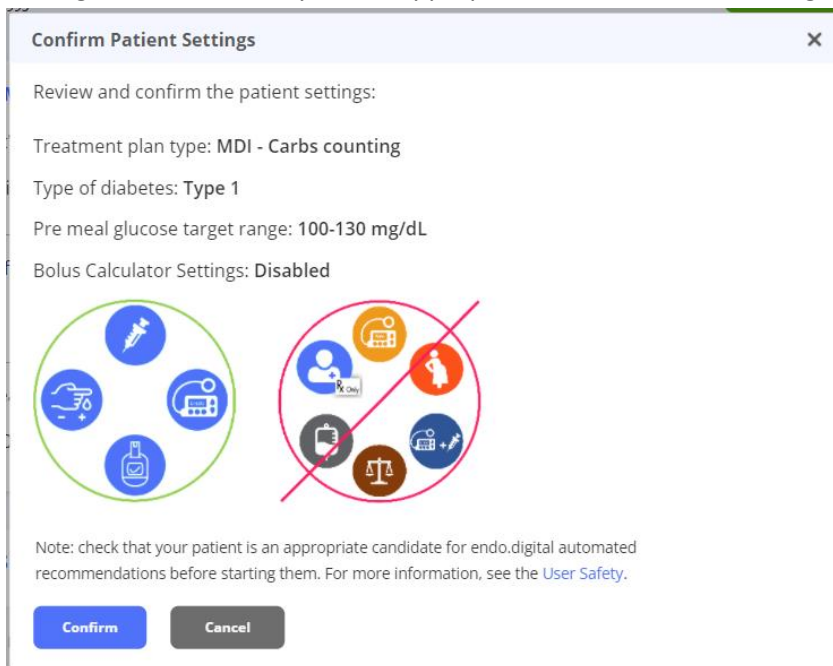 Confirm Patient Settings
Review and confirm the patient settings:
Treatment plan type: MDI - Carbs counting
Type of diabetes: Type 1
Pre meal glucose target range: 100-130 mg/dL
Bolus Calculator Settings: Disabled
Rx Only
Note: check that your patient is an appropriate candidate for endo.digital automated
recommendations before starting them. For more information, see the User Safety.
Confirm Cancel